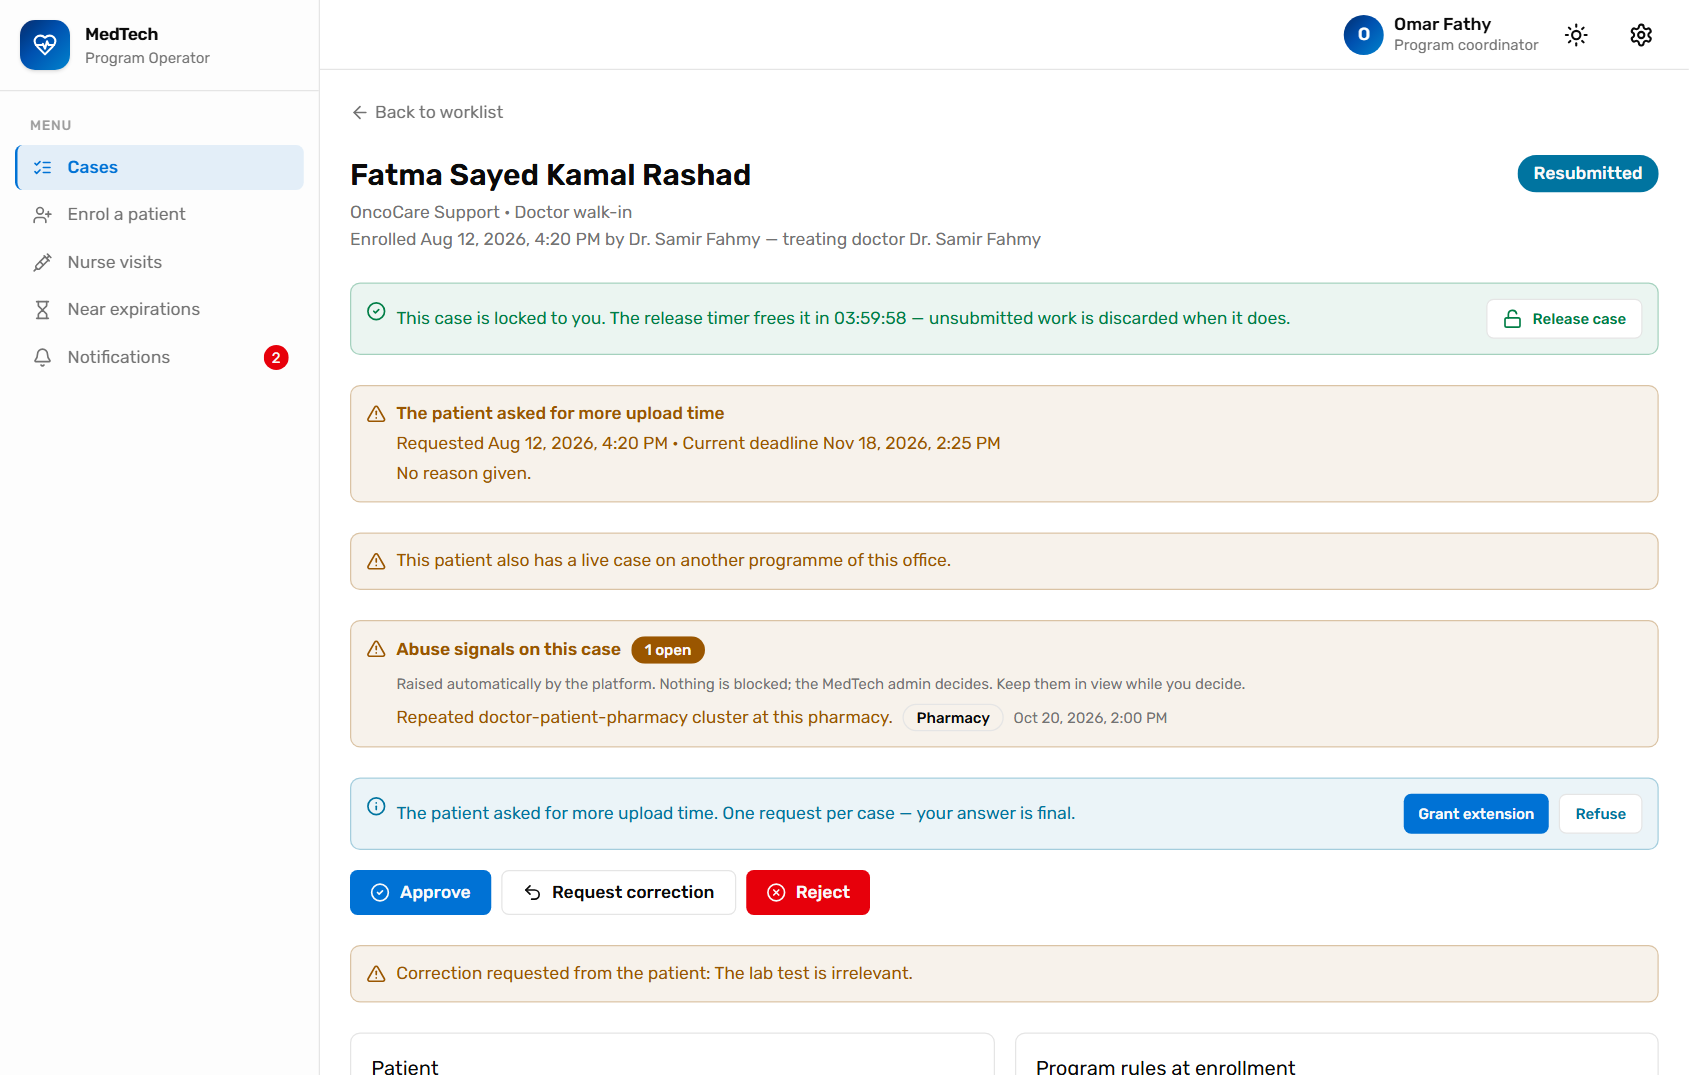 MedTech
Program Operator
MENU
Cases
Enrol a patient
Nurse visits
Near expirations
Notifications
2
O
Omar Fathy
Program coordinator
Back to worklist
Fatma Sayed Kamal Rashad
Resubmitted
OncoCare Support • Doctor walk-in
Enrolled Aug 12, 2026, 4:20 PM by Dr. Samir Fahmy — treating doctor Dr. Samir Fahmy
This case is locked to you. The release timer frees it in 03:59:58 — unsubmitted work is discarded when it does.
Release case
The patient asked for more upload time
Requested Aug 12, 2026, 4:20 PM • Current deadline Nov 18, 2026, 2:25 PM
No reason given.
This patient also has a live case on another programme of this office.
Abuse signals on this case
1 open
Raised automatically by the platform. Nothing is blocked; the MedTech admin decides. Keep them in view while you decide.
Repeated doctor-patient-pharmacy cluster at this pharmacy.
Pharmacy
Oct 20, 2026, 2:00 PM
The patient asked for more upload time. One request per case — your answer is final.
Grant extension
Refuse
Approve
Request correction
Reject
Correction requested from the patient: The lab test is irrelevant.
Patient
Program rules at enrollment